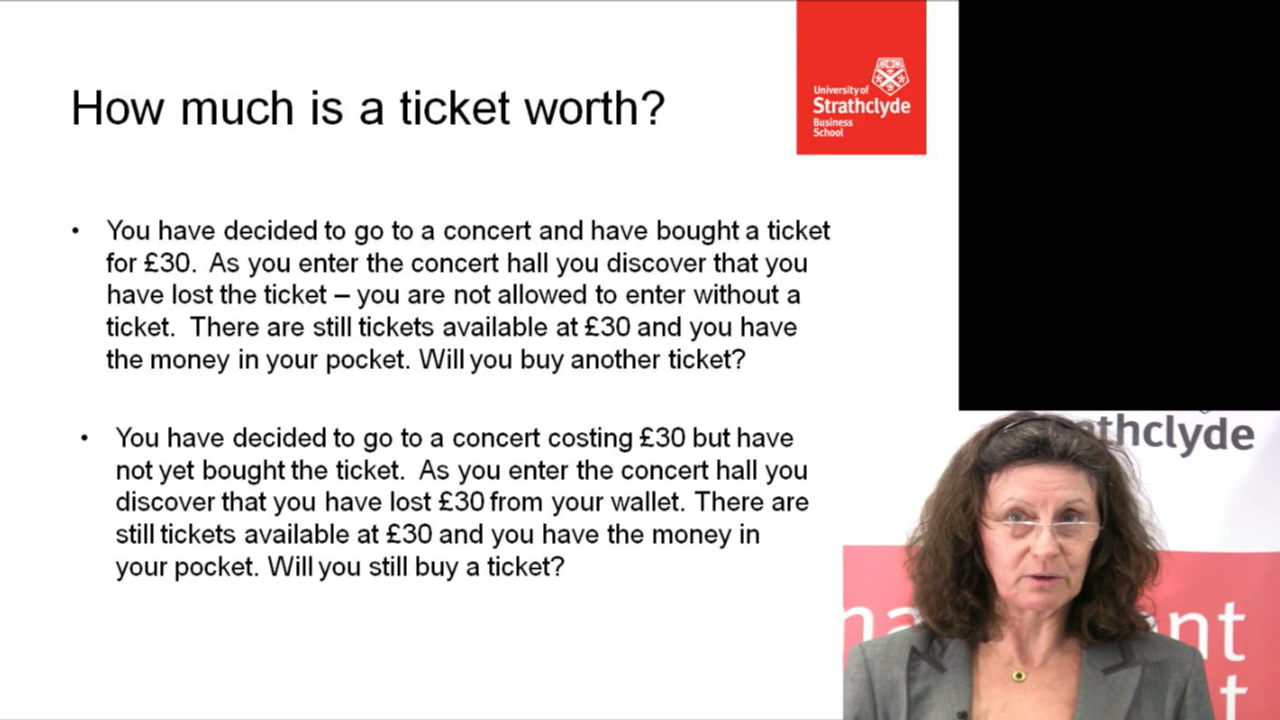 How much is a ticket worth?
University of
Strathclyde
Business
School
• You have decided to go to a concert and have bought a ticket
for £30. As you enter the concert hall you discover that you
have lost the ticket – you are not allowed to enter without a
ticket. There are still tickets available at £30 and you have
the money in your pocket. Will you buy another ticket?
• You have decided to go to a concert costing £30 but have
not yet bought the ticket. As you enter the concert hall you
discover that you have lost £30 from your wallet. There are
still tickets available at £30 and you have the money in
your pocket. Will you still buy a ticket?
athclyde
na ent
t